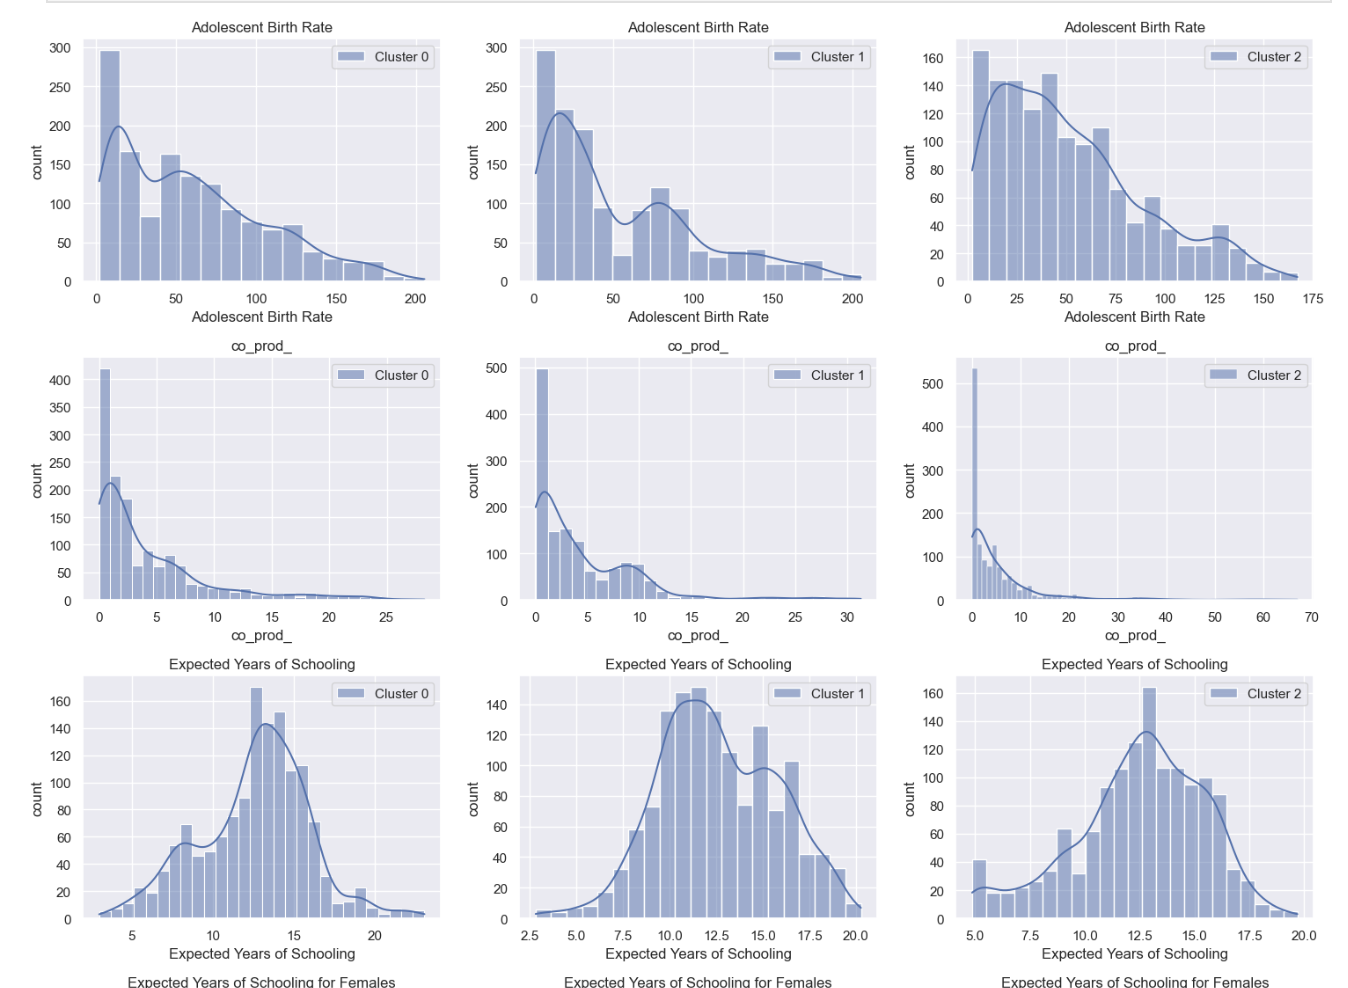 Adolescent Birth Rate Adolescent Birth Rate Adolescent Birth Rate
300 300 160
Cluster 0 Cluster 1 Cluster 2
250 250 140
200 200 120
150 150 100
100 100 80
50 50 60
0 0 40
20
0
count count count
0 50 100 150 200 0 50 100 150 200 0 25 50 75 100 125 150 175
Adolescent Birth Rate Adolescent Birth Rate Adolescent Birth Rate
co_prod_ co_prod_ co_prod_
Cluster 0 Cluster 1 Cluster 2
400 500 500
350 400 400
300 300 300
250 200 200
200 100 100
150 0 0
100
50
0
count count count
0 5 10 15 20 25 0 5 10 15 20 25 30 0 10 20 30 40 50 60 70
co_prod_ co_prod_ co_prod_
Expected Years of Schooling Expected Years of Schooling Expected Years of Schooling
Cluster 0 Cluster 1 Cluster 2
160 140 160
140 120 140
120 100 120
100 80 100
80 60 80
60 40 60
40 20 40
20 0 20
0 0
count count count
5 10 15 20 2.5 5.0 7.5 10.0 12.5 15.0 17.5 20.0 5.0 7.5 10.0 12.5 15.0 17.5 20.0
Expected Years of Schooling Expected Years of Schooling Expected Years of Schooling
Expected Years of Schooling for Females Expected Years of Schooling for Females Expected Years of Schooling for Females